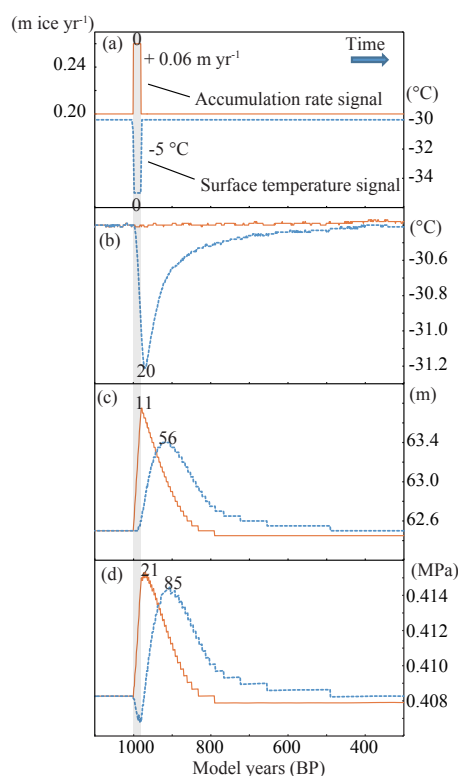 (m ice yr-1)
(a)
0
Time
+ 0.06 m yr-1
0.24
Accumulation rate signal
(°C)
0.20
-30
-5 °C
-32
Surface temperature signal
-34
0
(b)
(°C)
-30.6
-30.8
-31.0
-31.2
20
(c)
(m)
11
56
63.4
63.0
62.6
(d)
(MPa)
21
85
0.414
0.412
0.410
0.408
1000
800
600
400
Model years (BP)